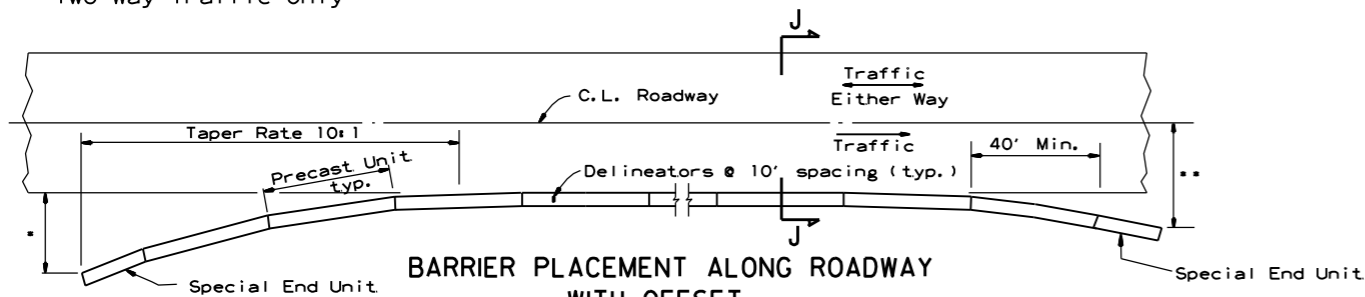 Two Way Traffic Only
J
Traffic
Either Way
C.L. Roadway
Taper Rate 10:1
Traffic
40' Min.
Precast Unit
typ.
Delineators @ 10' spacing (typ.)
**
*
J
BARRIER PLACEMENT ALONG ROADWAY
WITH OFFSET
Special End Unit
Special End Unit